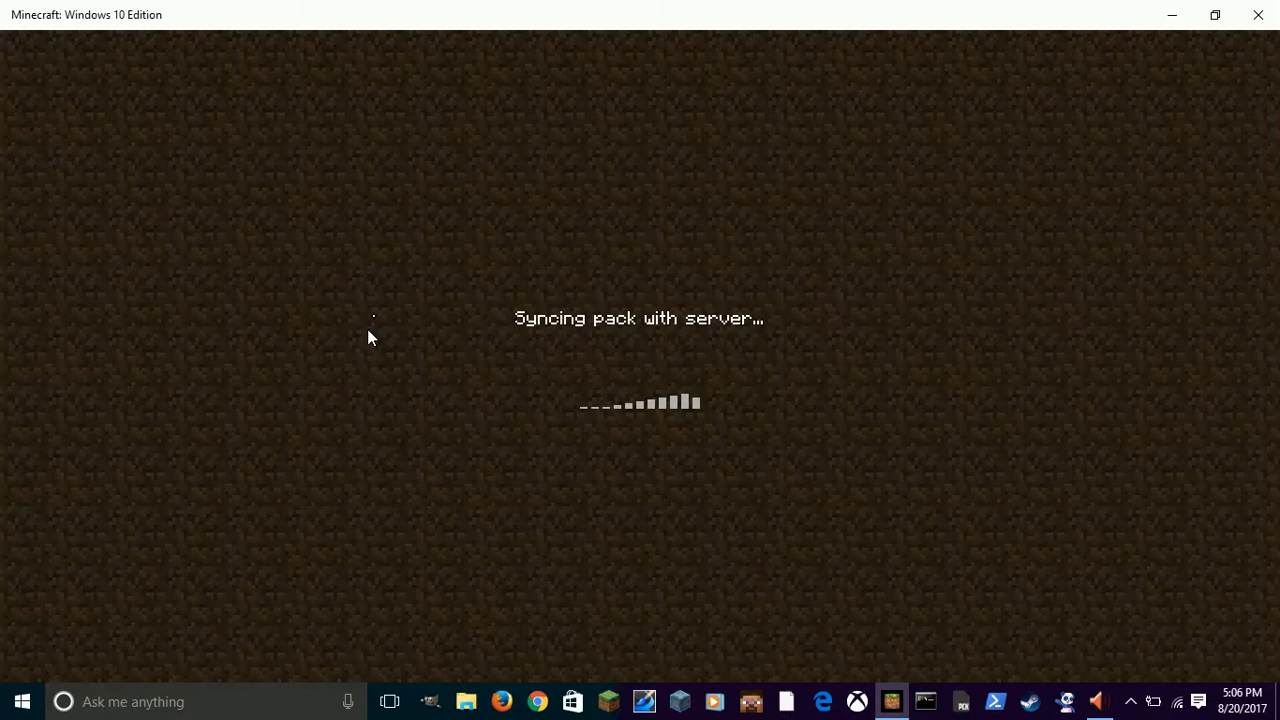 Minecraft: Windows 10 Edition
Syncing pack with server...
Ask me anything
5:06 PM
8/20/2017